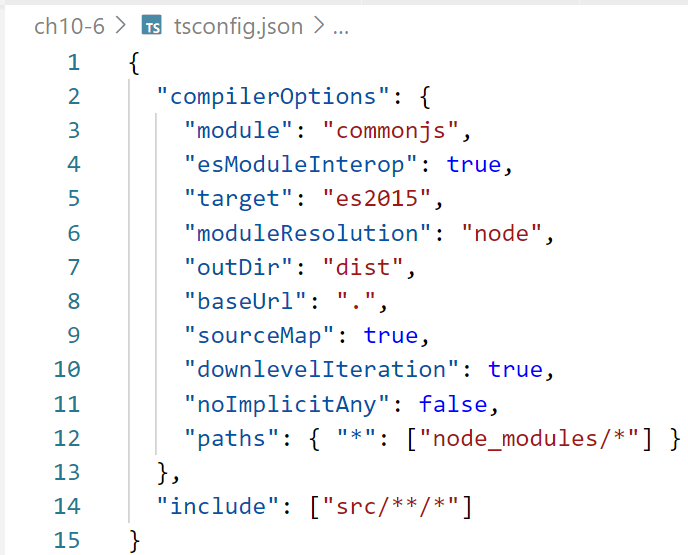 ch10-6 > TS tsconfig.json > ...
1 {
2   "compilerOptions": {
3     "module": "commonjs",
4     "esModuleInterop": true,
5     "target": "es2015",
6     "moduleResolution": "node",
7     "outDir": "dist",
8     "baseUrl": ".",
9     "sourceMap": true,
10     "downlevelIteration": true,
11     "noImplicitAny": false,
12     "paths": { "*": ["node_modules/*"] }
13   },
14   "include": ["src/**/*"]
15 }